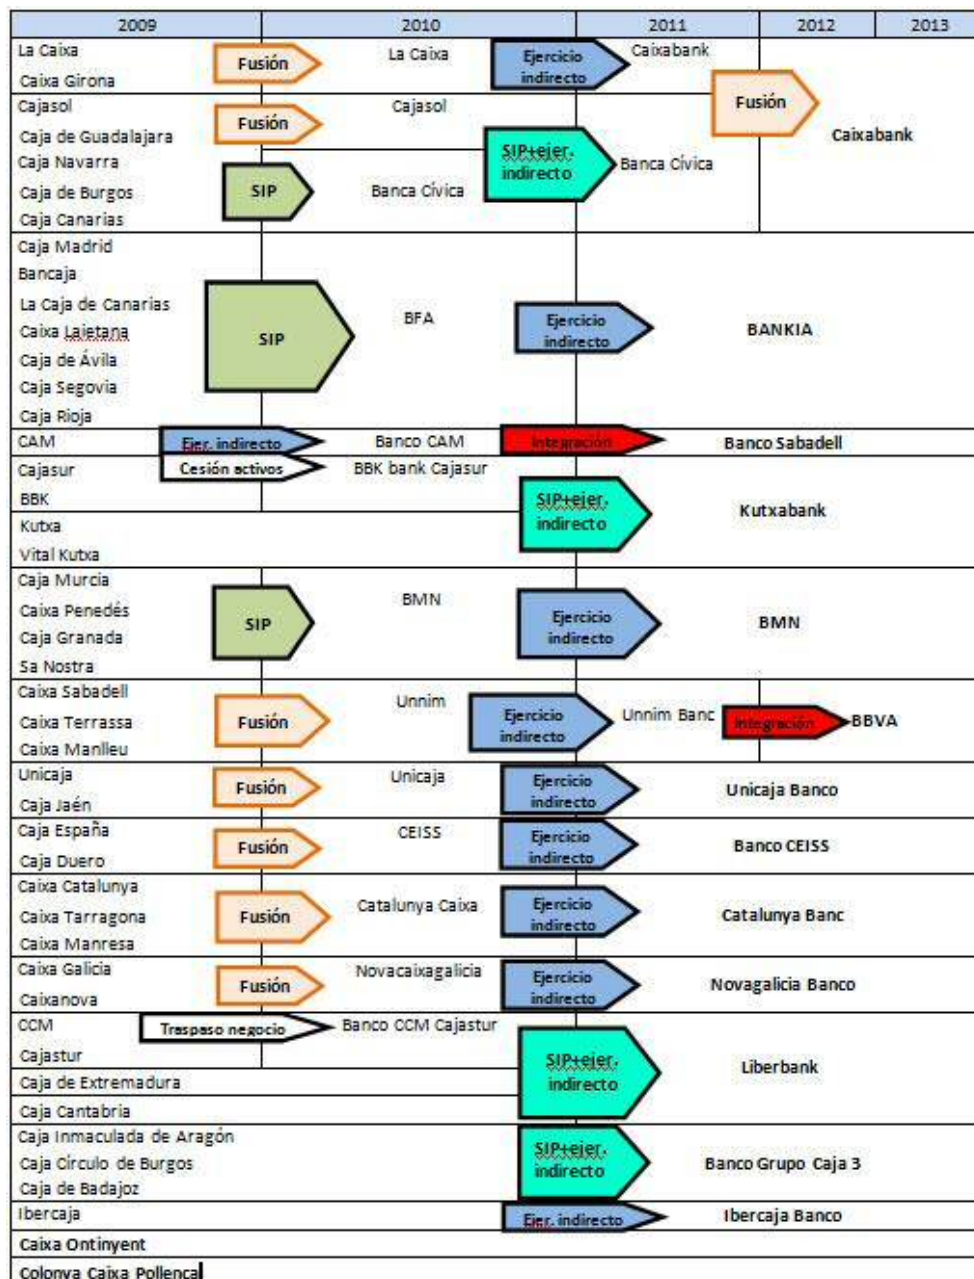 2009 2010 2011 2012 2013
La Caixa Fusión La Caixa Ejercicio indirecto Caixabank
Caixa Girona
Fusión Caixabank
Cajasol Fusión Cajasol
Caja de Guadalajara
SIP+ejer. indirecto Banca Cívica
Caja Navarra
Caja de Burgos SIP Banca Cívica
Caja Canarias
Caja Madrid
Bancaja
La Caja de Canarias
Caixa Laietana SIP BFA Ejercicio indirecto BANKIA
Caja de Ávila
Caja Segovia
Caja Rioja
CAM Ejer. indirecto Banco CAM Integración Banco Sabadell
Cajasur Cesión activos BBK bank Cajasur
BBK
SIP+ejer. indirecto Kutxabank
Kutxa
Vital Kutxa
Caja Murcia
Caixa Penedés SIP BMN Ejercicio indirecto BMN
Caja Granada
Sa Nostra
Caixa Sabadell
Caixa Terrassa Fusión Unnim Ejercicio indirecto Unnim Banc Integración BBVA
Caixa Manlleu
Unicaja Fusión Unicaja Ejercicio indirecto Unicaja Banco
Caja Jaén
Caja España Fusión CEISS Ejercicio indirecto Banco CEISS
Caja Duero
Caixa Catalunya
Caixa Tarragona Fusión Catalunya Caixa Ejercicio indirecto Catalunya Banc
Caixa Manresa
Caixa Galicia Fusión Novacaixagalicia Ejercicio indirecto Novagalicia Banco
Caixanova
CCM Traspaso negocio Banco CCM Cajastur
Cajastur
SIP+ejer. indirecto Liberbank
Caja de Extremadura
Caja Cantabria
Caja Inmaculada de Aragón
Caja Círculo de Burgos SIP+ejer. indirecto Banco Grupo Caja 3
Caja de Badajoz
Ibercaja Ejer. indirecto Ibercaja Banco
Caixa Ontinyent
Colonya Caixa Pollença